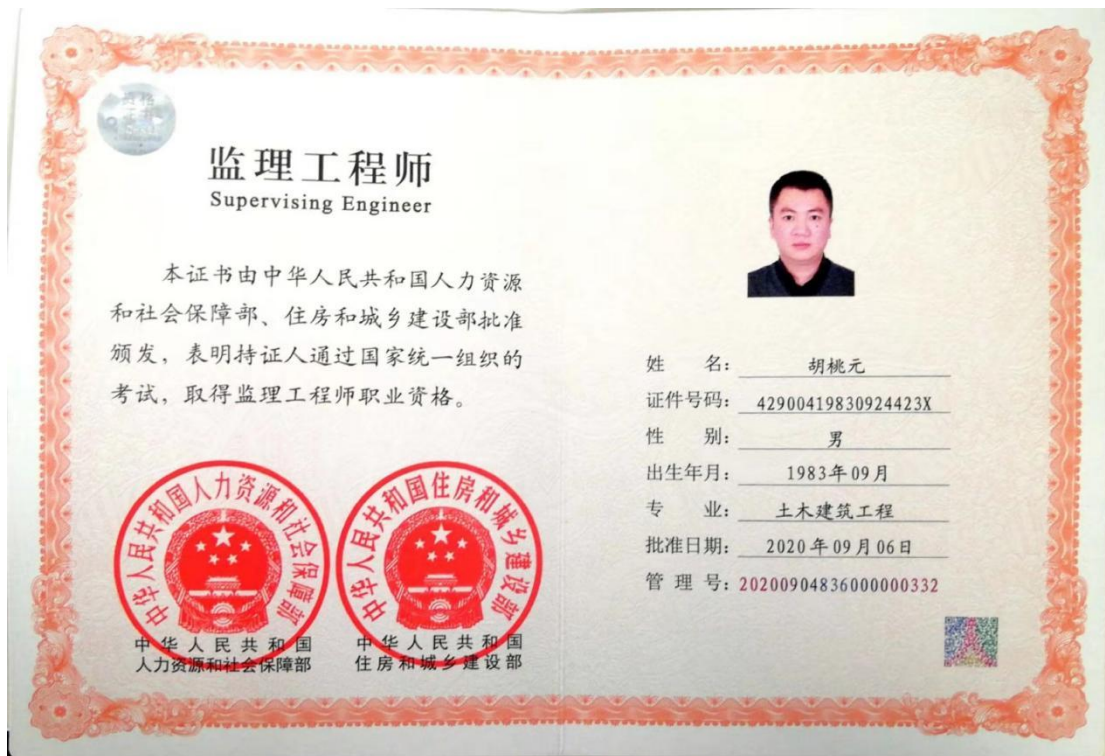 监理工程师
Supervising Engineer
本证书由中华人民共和国人力资源
和社会保障部、住房和城乡建设部批准
颁发，表明持证人通过国家统一组织的
考试，取得监理工程师职业资格。
中华人民共和国人力资源和社会保障部
中华人民共和国住房和城乡建设部
中华人民共和国
人力资源和社会保障部
中华人民共和国
住房和城乡建设部
姓 名： 胡桃元
证件号码： 42900419830924423X
性 别： 男
出生年月： 1983年09月
专 业： 土木建筑工程
批准日期： 2020年09月06日
管 理 号： 20200904836000000332